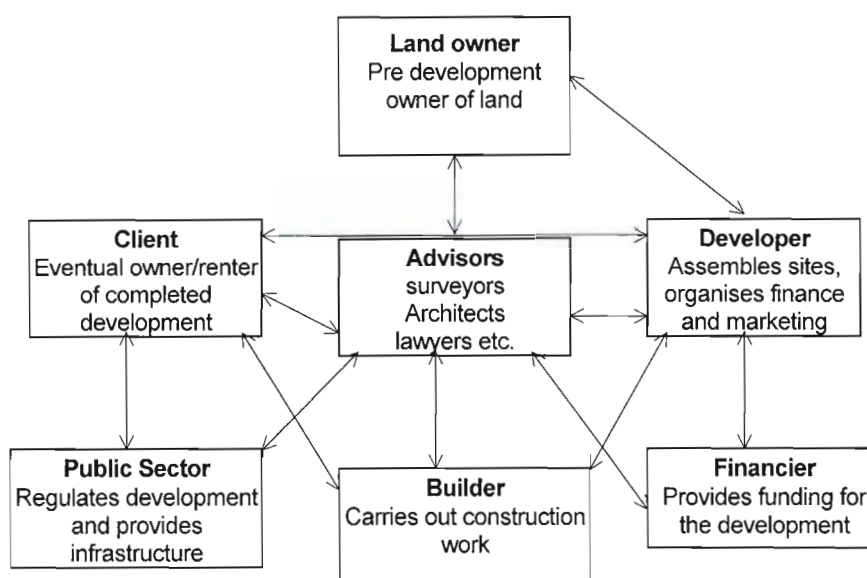 Land owner
Pre development
owner of land
Client
Eventual owner/renter
of completed
development
Advisors
surveyors
Architects
lawyers etc.
Developer
Assembles sites,
organises finance
and marketing
Public Sector
Regulates development
and provides
infrastructure
Builder
Carries out construction
work
Financier
Provides funding for
the development